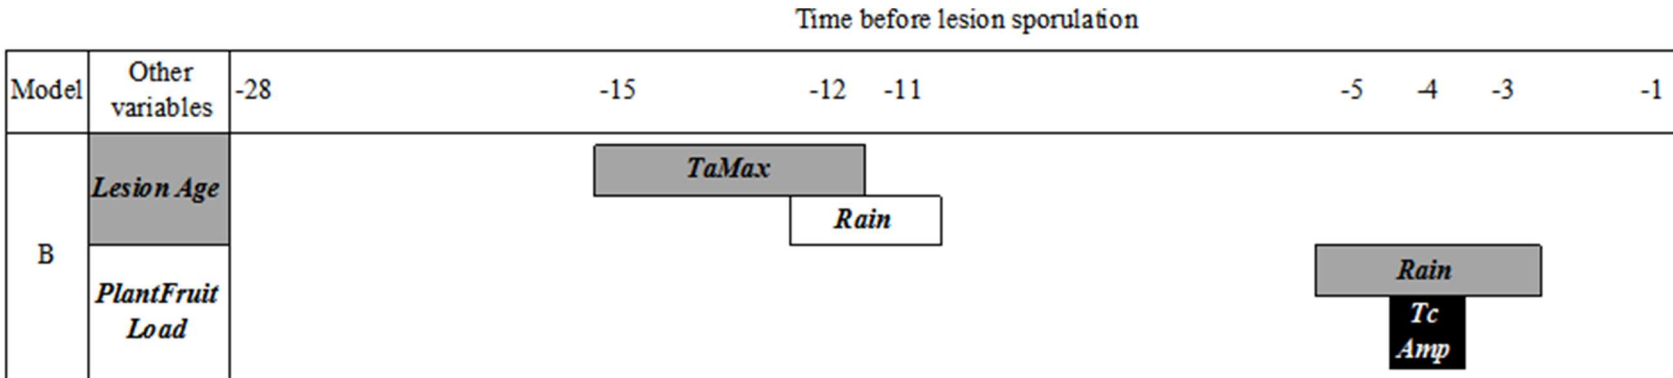 Time before lesion sporulation
Model
Other
variables
-28
-15
-12
-11
-5
-4
-3
-1
B
Lesion Age
TaMax
Rain
PlantFruit
Load
Rain
Tc
Amp